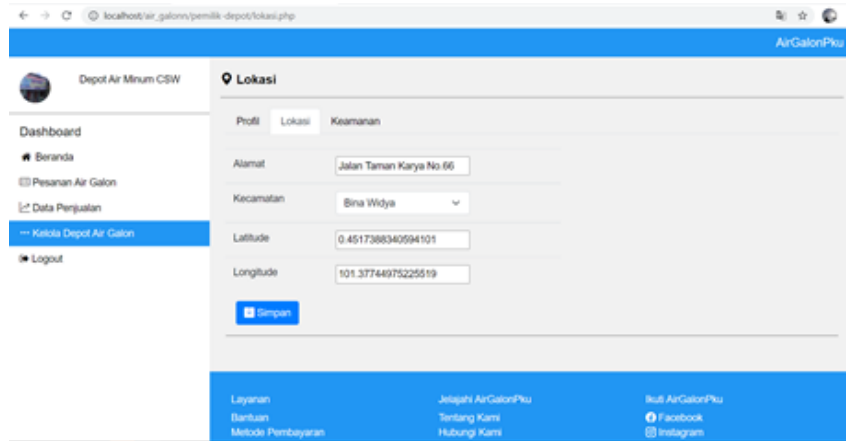 localhost/air_galonn/pemilik-depot/lokasi.php
AirGalonPku
Depot Air Minum CSW
Dashboard
Beranda
Pesanan Air Galon
Data Penjualan
Kelola Depot Air Galon
Logout
Lokasi
Profil Lokasi Keamanan
Alamat Jalan Taman Karya No.66
Kecamatan Bina Widya
Latitude 0.4517388340594101
Longitude 101.37744975225519
Simpan
Layanan Jelajahi AirGalonPku Ikuti AirGalonPku
Bantuan Tentang Kami Facebook
Metode Pembayaran Hubungi Kami Instagram